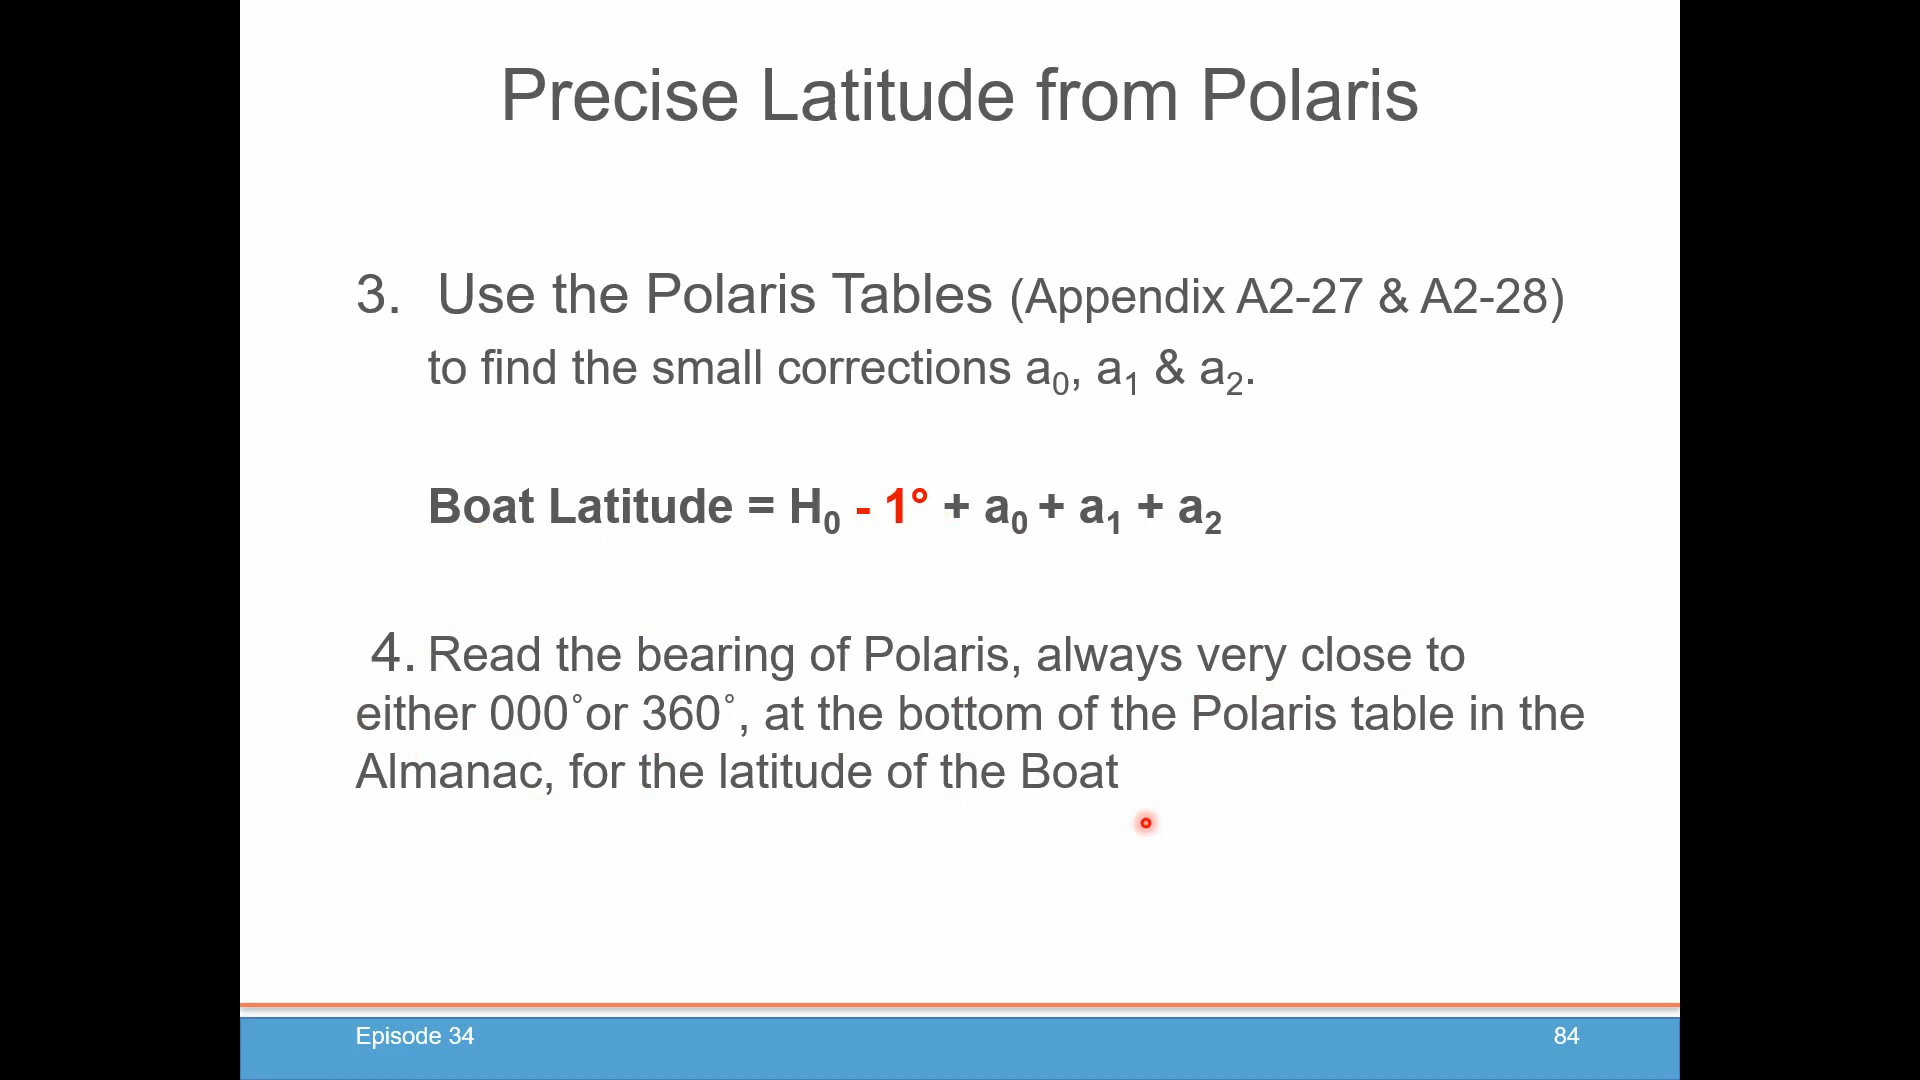 Precise Latitude from Polaris
3. Use the Polaris Tables (Appendix A2-27 & A2-28)
to find the small corrections a₀, a₁ & a₂.
Boat Latitude = H₀ - 1° + a₀ + a₁ + a₂
4. Read the bearing of Polaris, always very close to
either 000˚or 360˚, at the bottom of the Polaris table in the
Almanac, for the latitude of the Boat
Episode 34
84